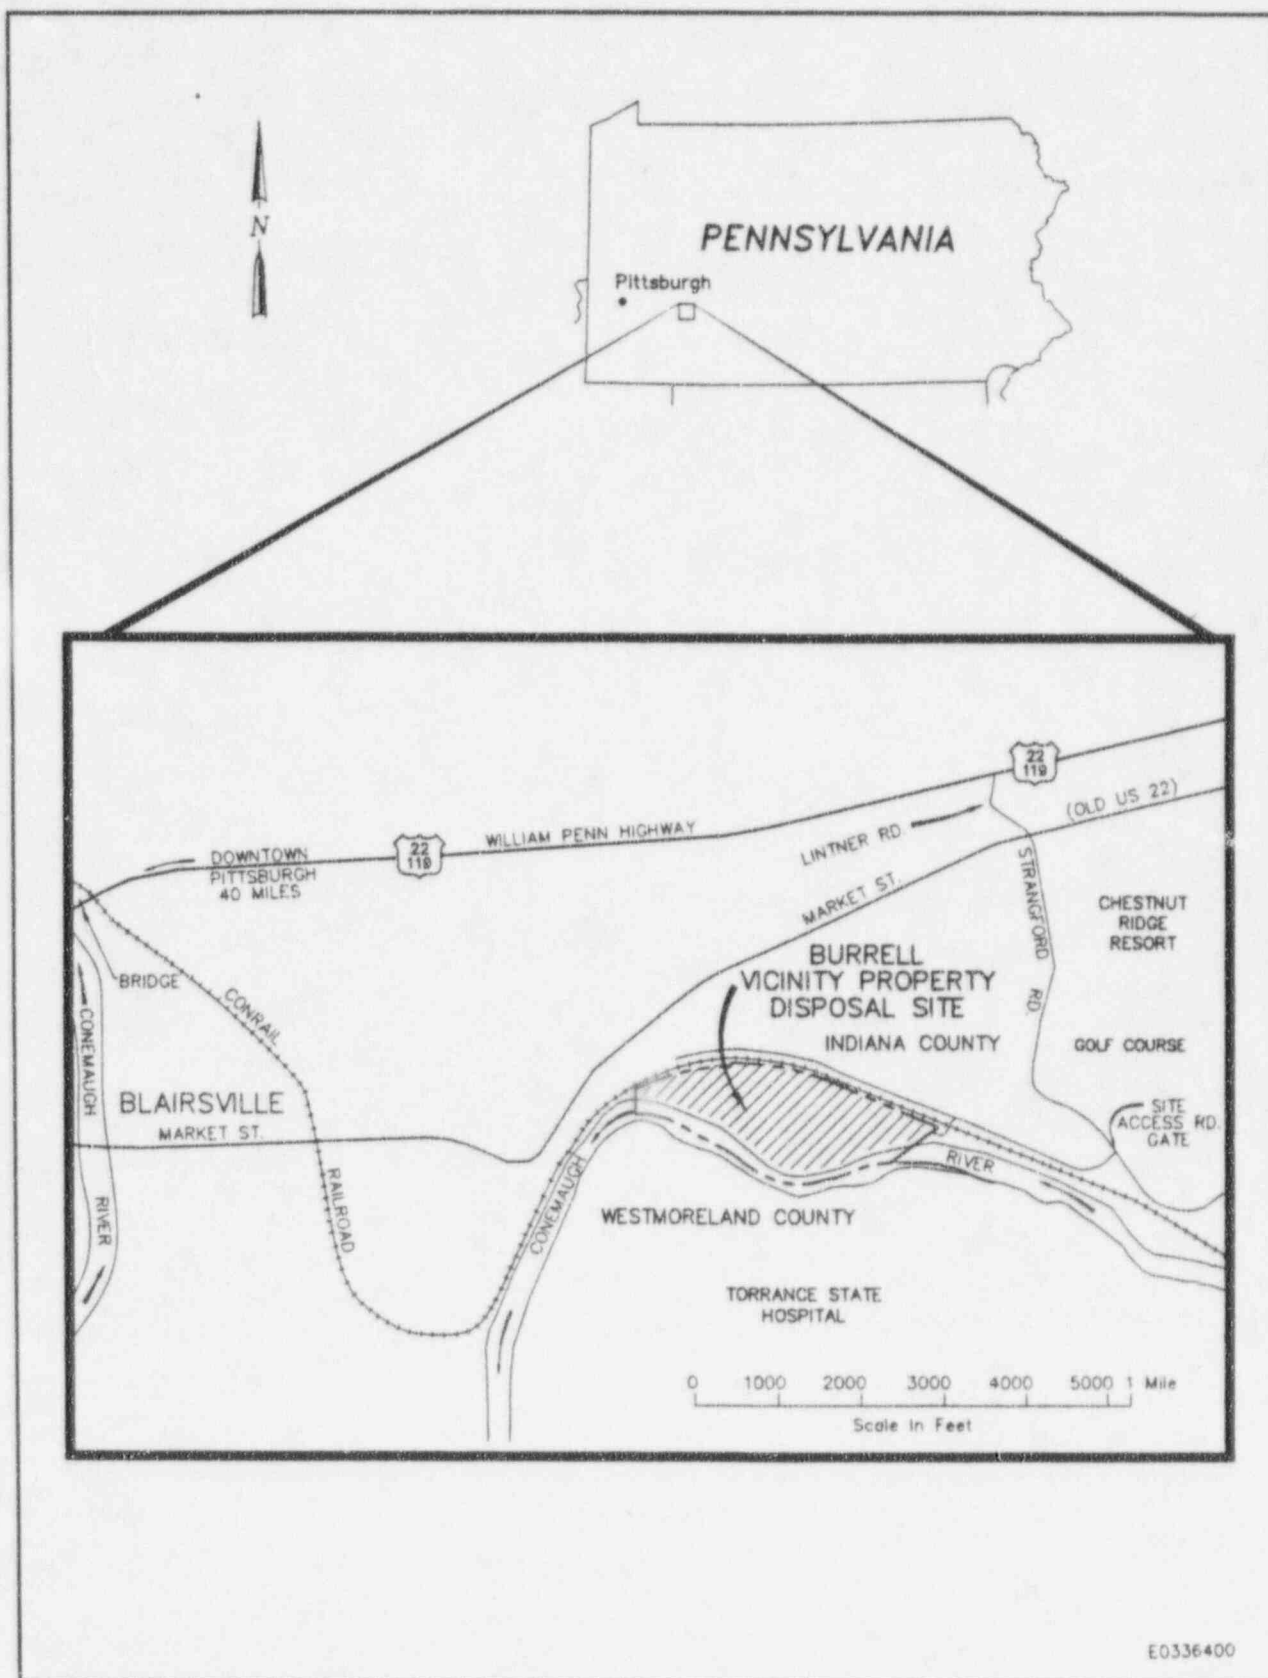 N
PENNSYLVANIA
Pittsburgh
22
119
(OLD US 22)
WILLIAM PENN HIGHWAY
LINTNER RD.
22
119
DOWNTOWN
PITTSBURGH
40 MILES
MARKET ST.
STRANGFORD RD.
CHESTNUT
RIDGE
RESORT
BURRELL
VICINITY PROPERTY
DISPOSAL SITE
BRIDGE
CONRAIL
CONEMAUGH
INDIANA COUNTY
GOLF COURSE
BLAIRSVILLE
MARKET ST.
SITE
ACCESS RD.
GATE
RAILROAD
RIVER
CONEMAUGH
RIVER
WESTMORELAND COUNTY
TORRANCE STATE
HOSPITAL
0 1000 2000 3000 4000 5000 1 Mile
Scale In Feet
E0336400